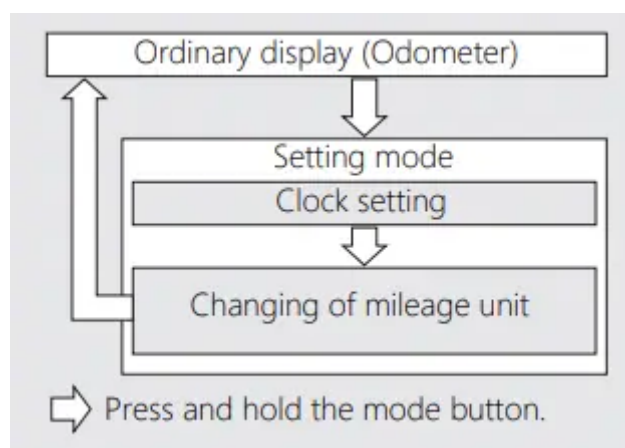 Ordinary display (Odometer)
Setting mode
Clock setting
Changing of mileage unit
Press and hold the mode button.